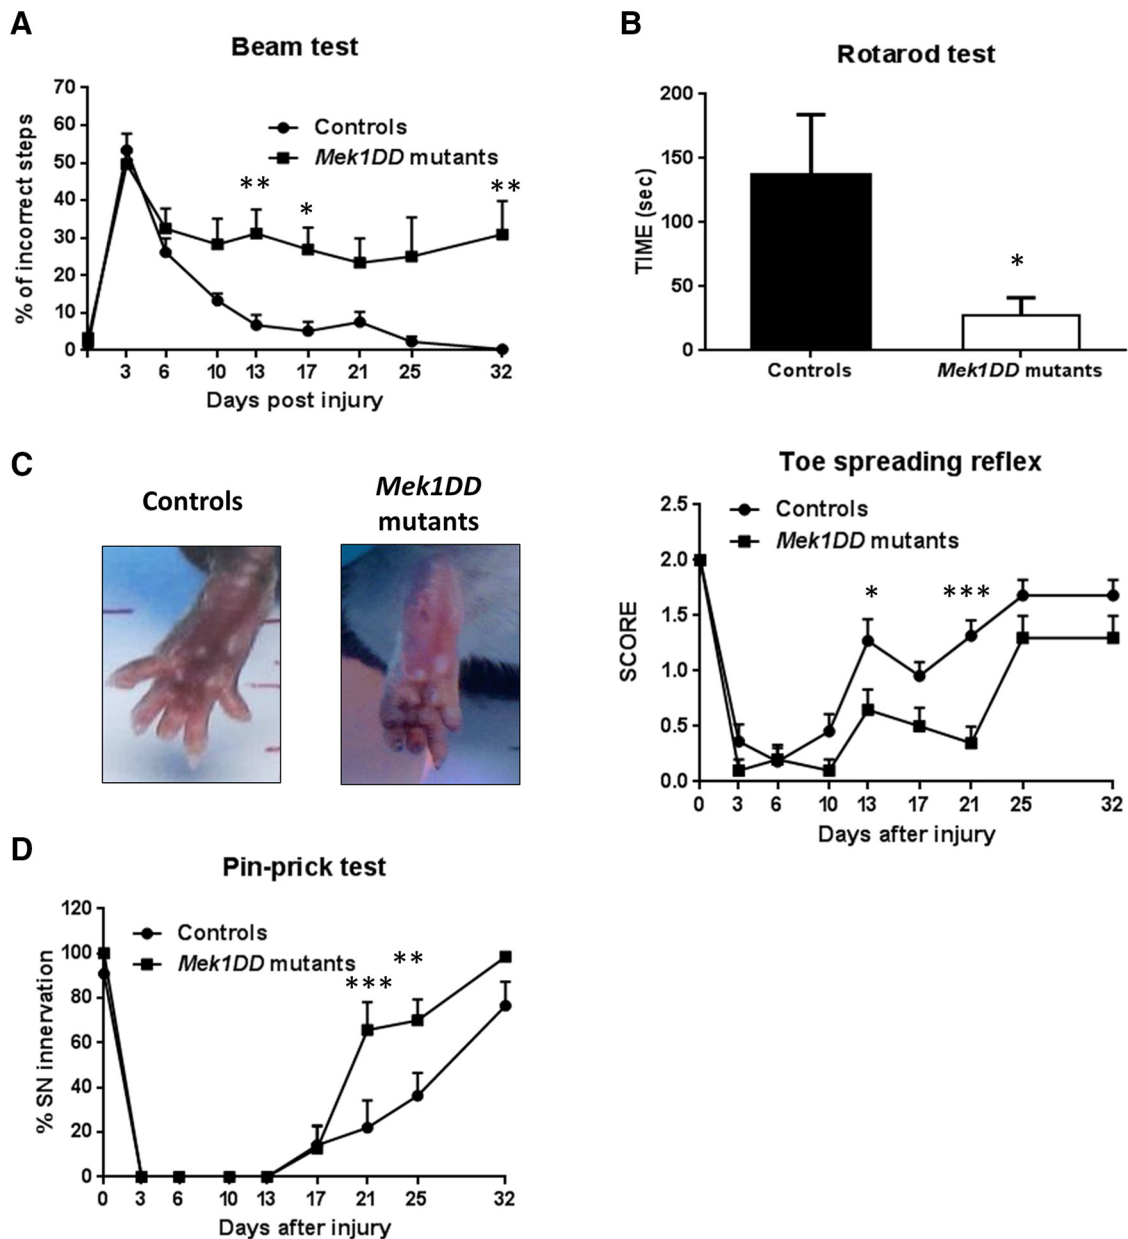 A
Beam test
70
60
50
40
30
20
10
0
% of incorrect steps
Controls
Mek1DD mutants
**
*
**
3 6 10 13 17 21 25 32
Days post injury
B
Rotarod test
200
150
100
50
0
TIME (sec)
*
Controls Mek1DD mutants
C
Controls
Mek1DD
mutants
Toe spreading reflex
2.5
2.0
1.5
1.0
0.5
0.0
SCORE
Controls
Mek1DD mutants
* ***
0 3 6 10 13 17 21 25 32
Days after injury
D
Pin-prick test
120
100
80
60
40
20
0
% SN innervation
Controls
Mek1DD mutants
**
***
0 3 6 10 13 17 21 25 32
Days after injury